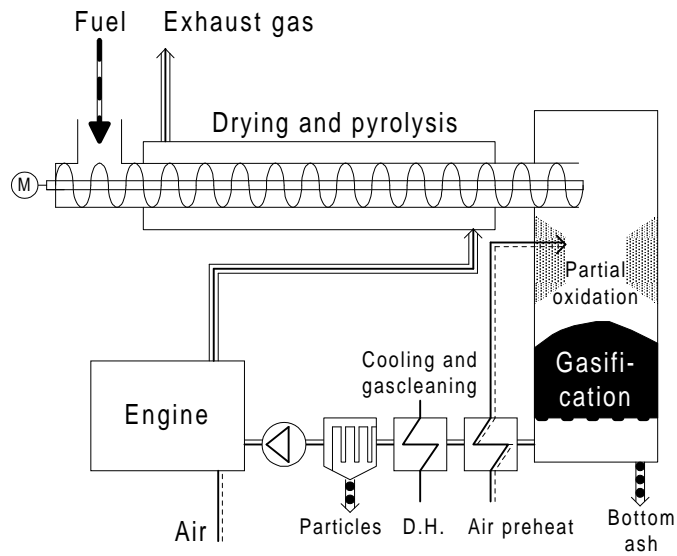 Fuel
Exhaust gas
Drying and pyrolysis
M
Partial
oxidation
Cooling and
gascleaning
Gasifi-
cation
Engine
Air
Particles
D.H.
Air preheat
Bottom
ash